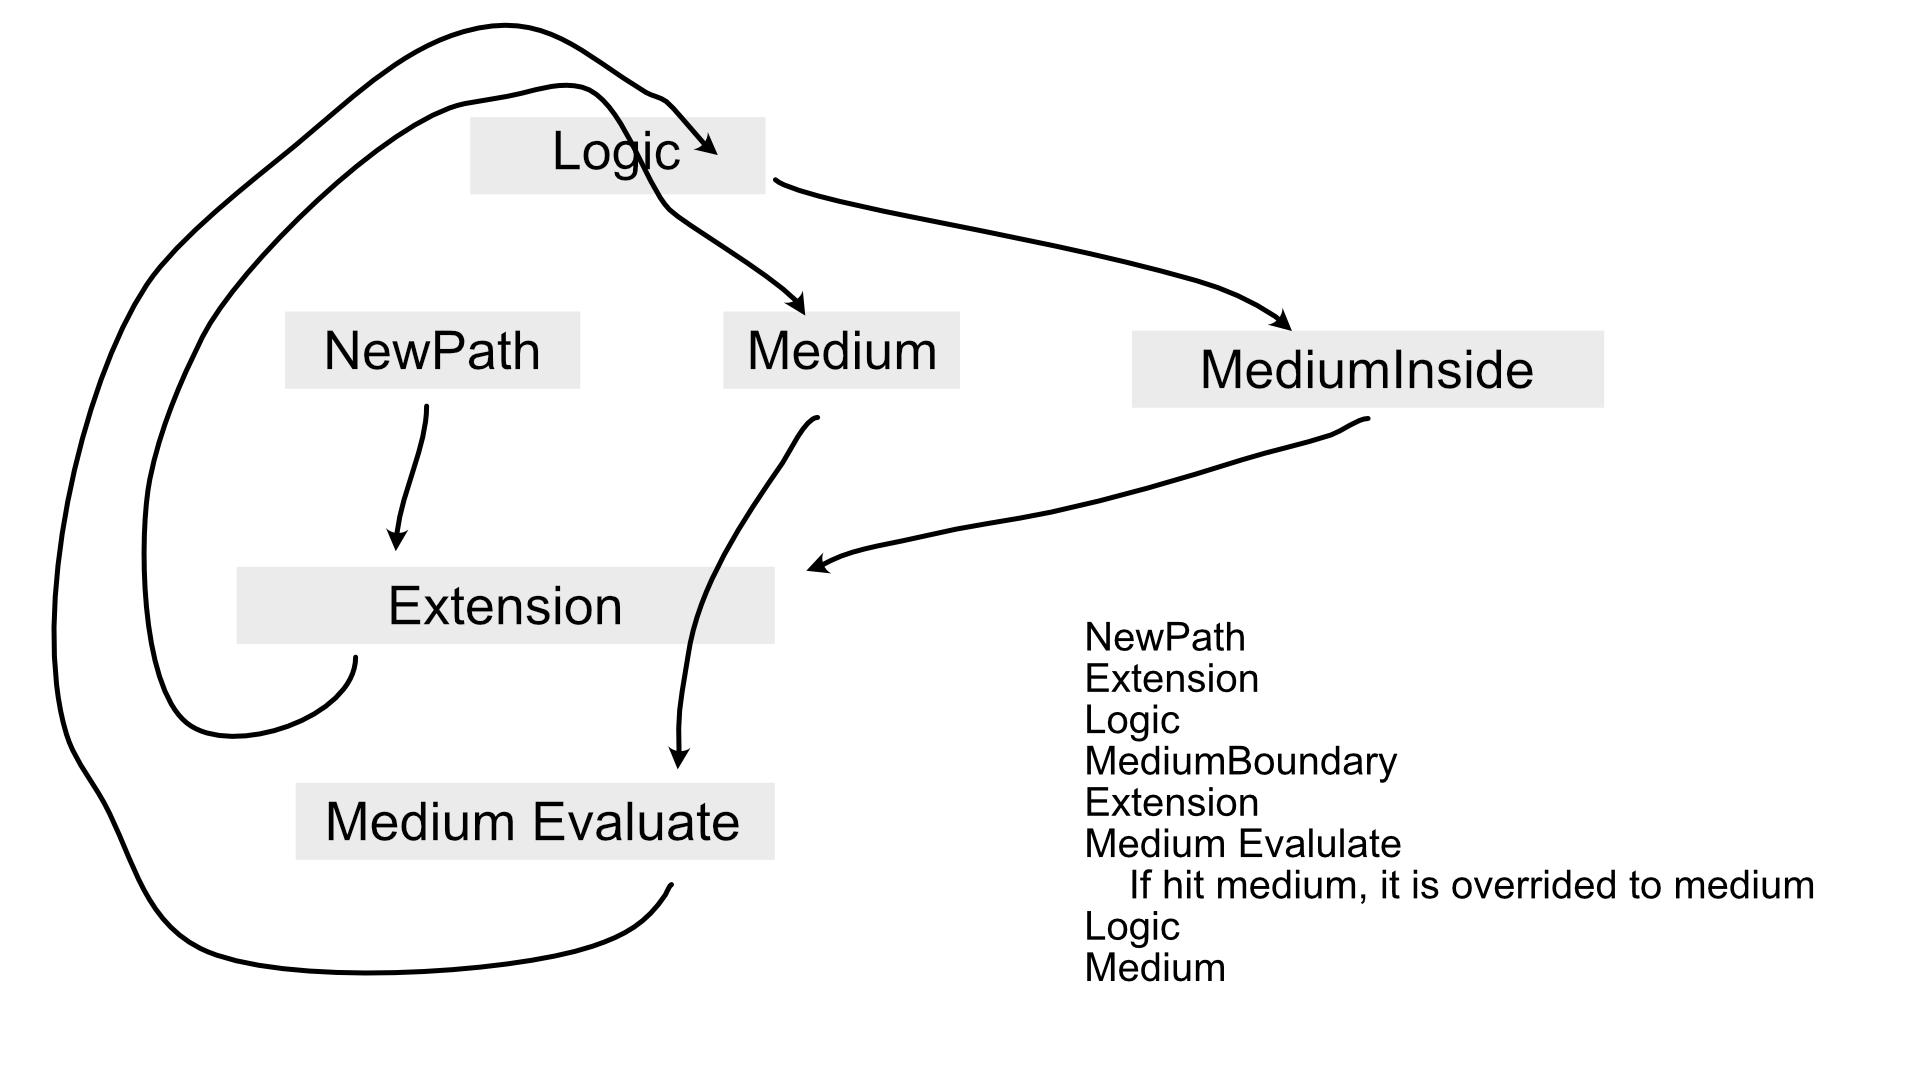 Logic
NewPath
Medium
MediumInside
Extension
Medium Evaluate
NewPath
Extension
Logic
MediumBoundary
Extension
Medium Evalulate
If hit medium, it is overrided to medium
Logic
Medium